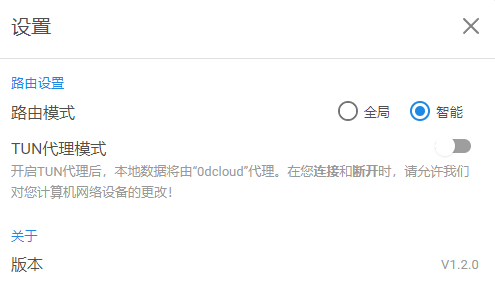 设置
路由设置
路由模式 全局 智能
TUN代理模式
开启TUN代理后，本地数据将由“0dcloud”代理。在您连接和断开时，请允许我们
对您计算机网络设备的更改！
关于
版本 V1.2.0